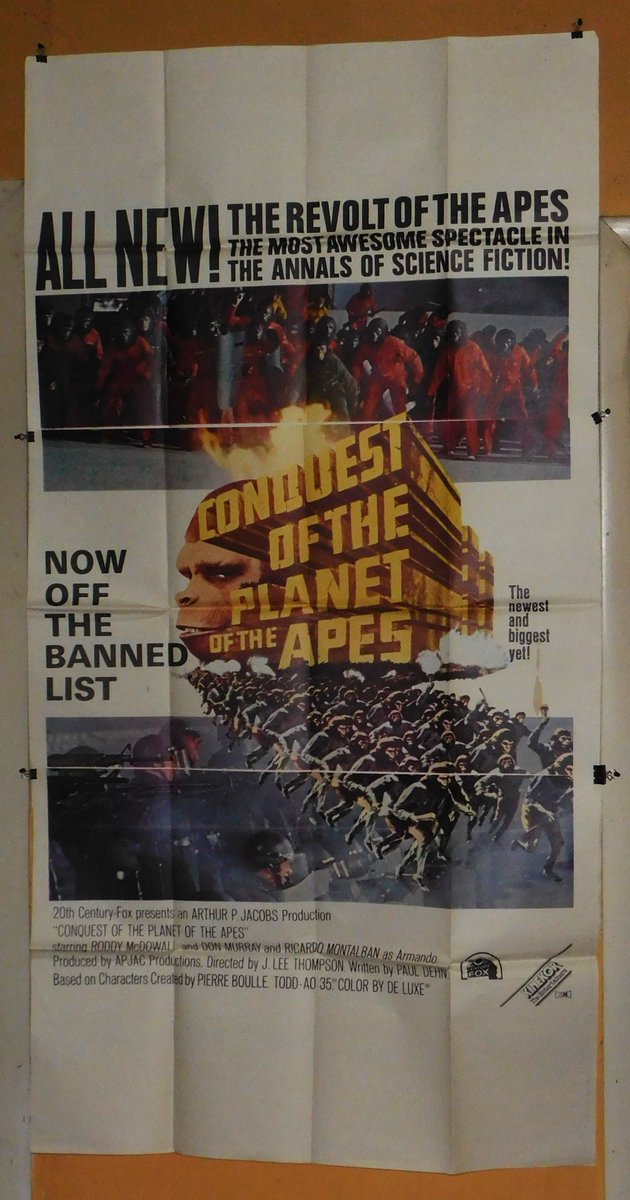 ALL NEW! THE REVOLT OF THE APES
THE MOST AWESOME SPECTACLE IN
THE ANNALS OF SCIENCE FICTION!
CONQUEST
OF THE
PLANET
OF THE APES
NOW
OFF
THE
BANNED
LIST
The
newest
and
biggest
yet!
20th Century-Fox presents an ARTHUR P. JACOBS Production
"CONQUEST OF THE PLANET OF THE APES"
starring RODDY McDOWALL and DON MURRAY and RICARDO MONTALBAN as Armando
Produced by APJAC Productions. Directed by J. LEE THOMPSON Written by PAUL DEHN
Based on Characters Created by PIERRE BOULLE. TODD-AO 35." COLOR BY DE LUXE"
20
FOX
KINEKOR